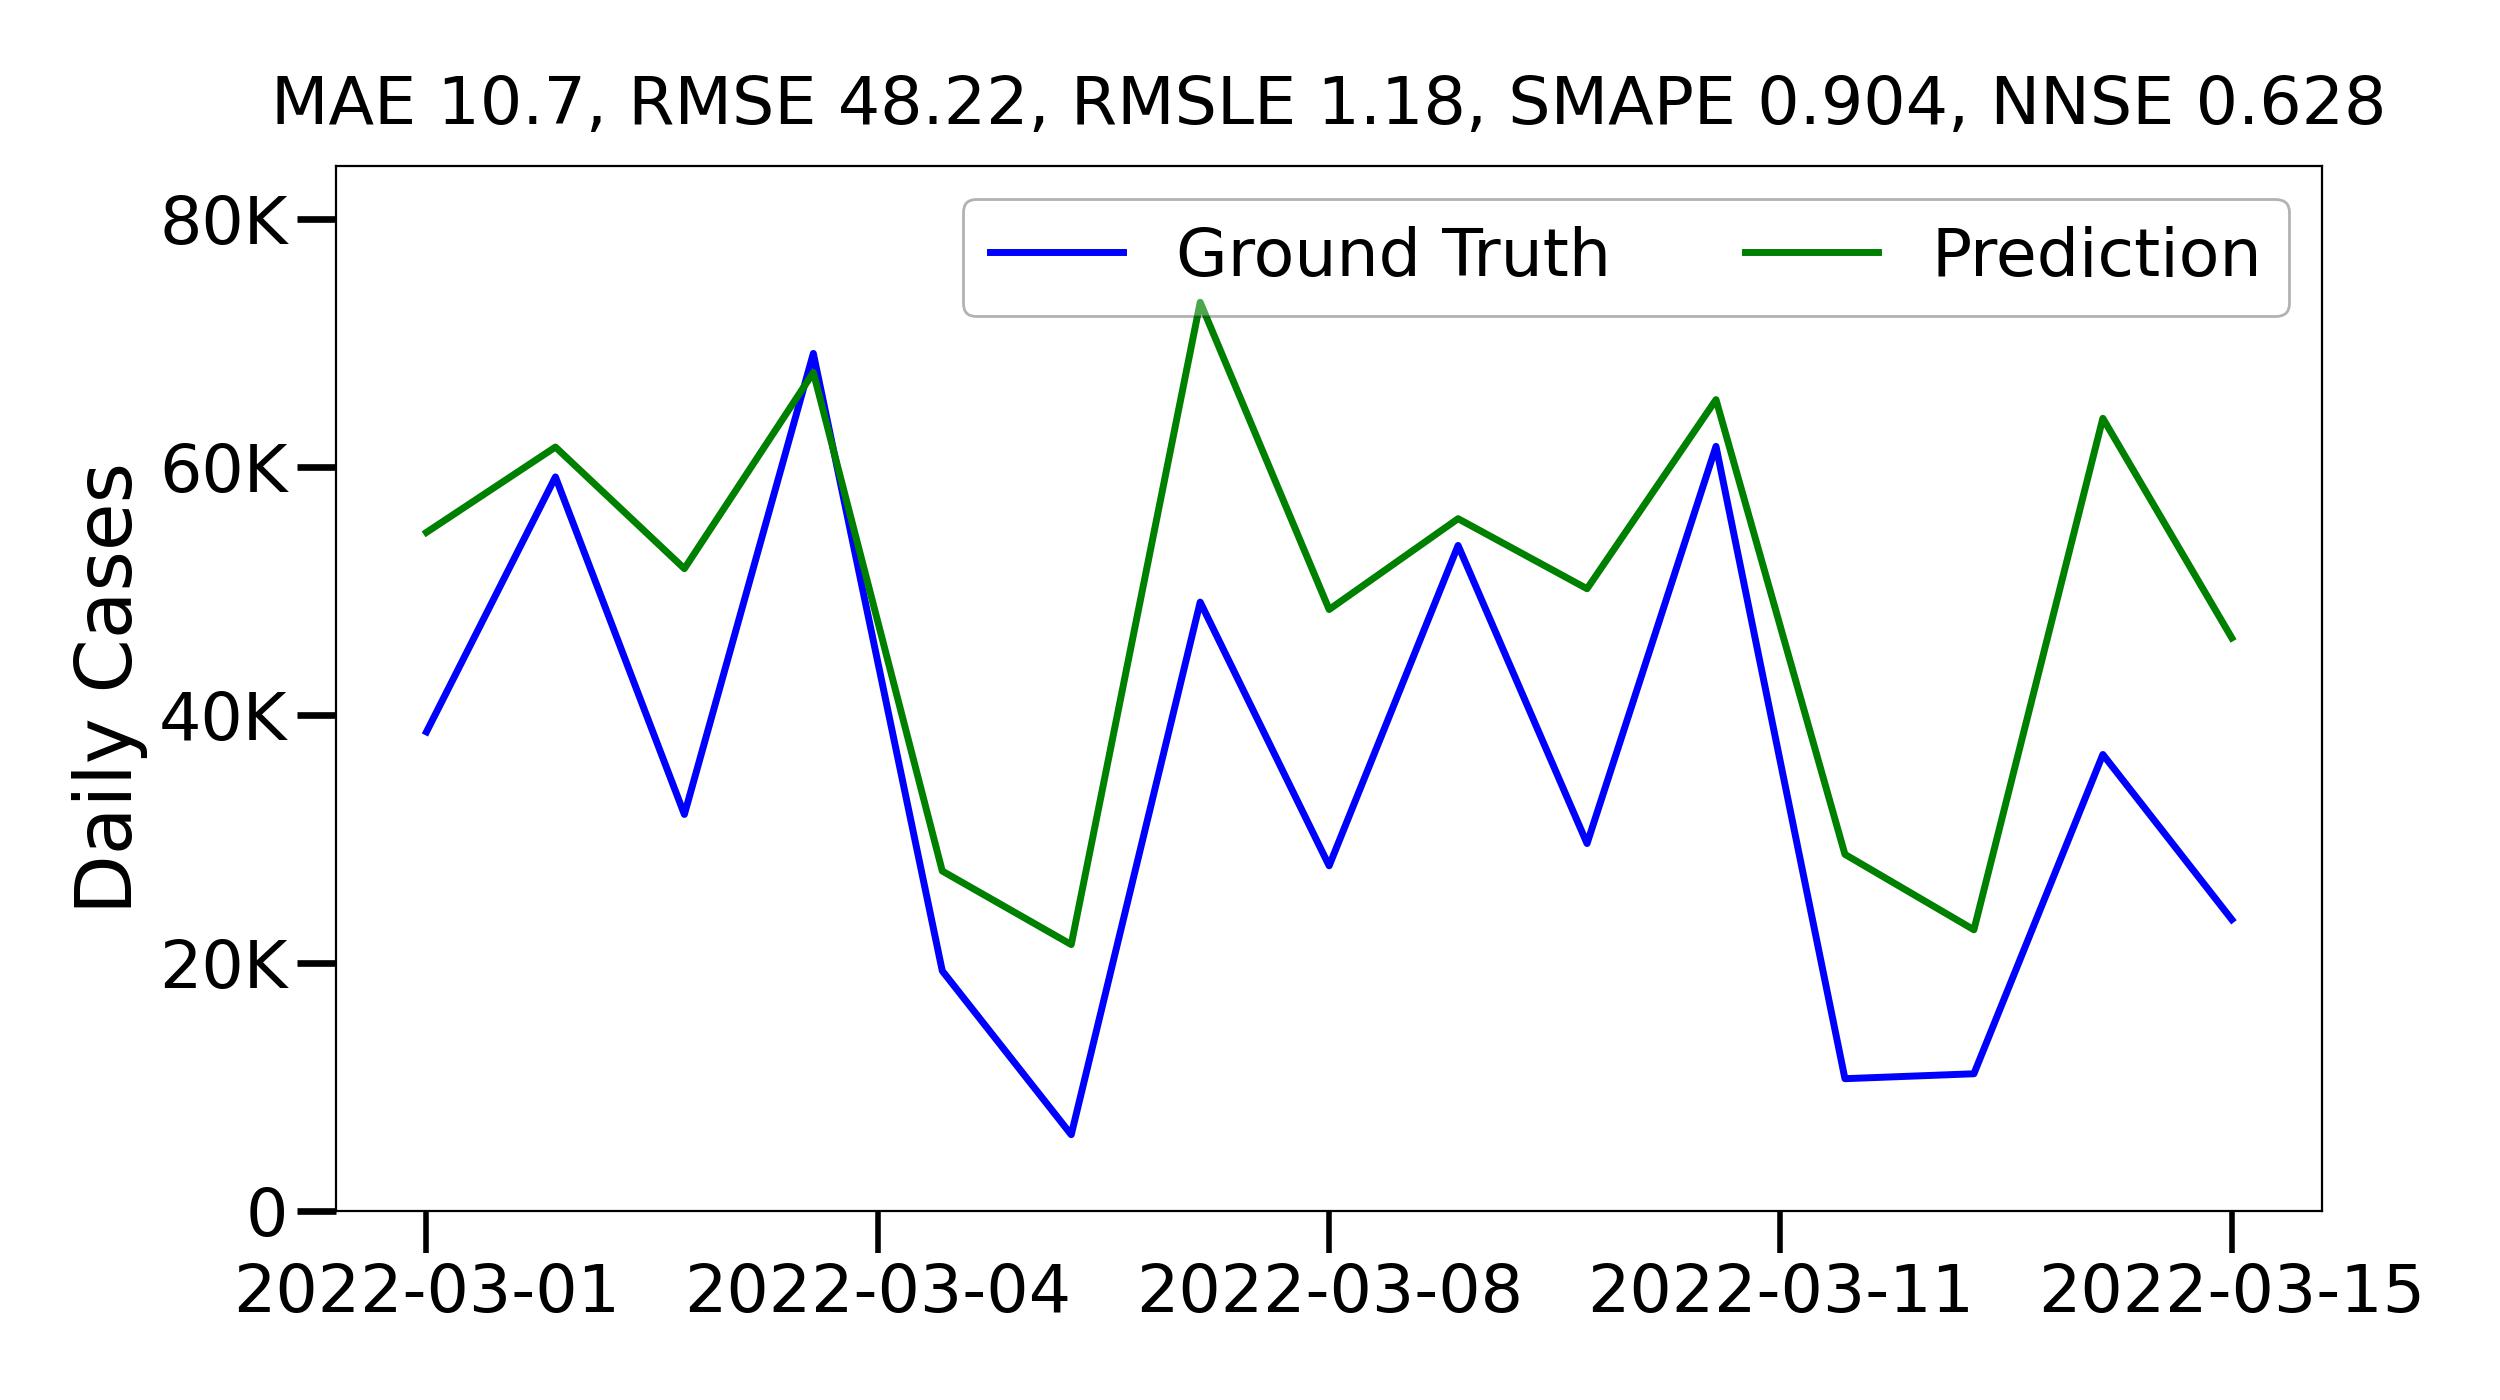 MAE 10.7, RMSE 48.22, RMSLE 1.18, SMAPE 0.904, NNSE 0.628
Ground Truth
Prediction
Daily Cases
80K
60K
40K
20K
0
2022-03-01
2022-03-04
2022-03-08
2022-03-11
2022-03-15